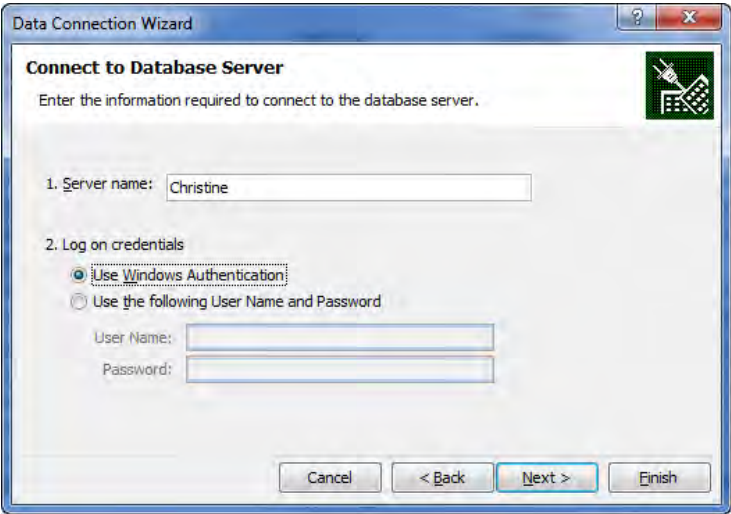 Data Connection Wizard
?
Connect to Database Server
Enter the information required to connect to the database server.
1. Server name: Christine
2. Log on credentials
Use Windows Authentication
Use the following User Name and Password
User Name:
Password:
Cancel < Back Next > Finish